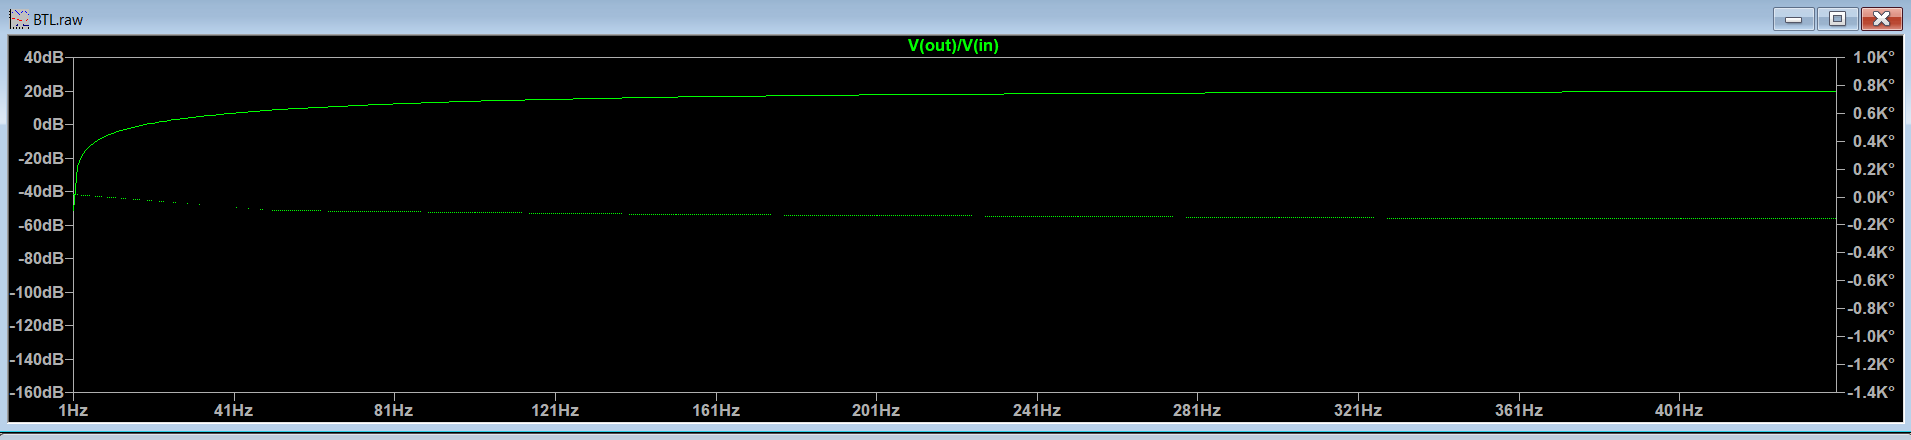 BTL.raw
V(out)/V(in)
40dB 1.0K°
20dB 0.8K°
0dB 0.6K°
-20dB 0.4K°
-40dB 0.2K°
-60dB 0.0K°
-80dB -0.2K°
-100dB -0.4K°
-120dB -0.6K°
-140dB -0.8K°
-160dB -1.0K°
-1.2K°
-1.4K°
1Hz 41Hz 81Hz 121Hz 161Hz 201Hz 241Hz 281Hz 321Hz 361Hz 401Hz